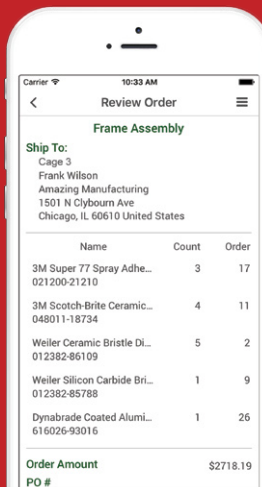 Carrier 10:33 AM
Review Order
Frame Assembly
Ship To:
Cage 3
Frank Wilson
Amazing Manufacturing
1501 N Clybourn Ave
Chicago, IL 60610 United States
Name Count Order
3M Super 77 Spray Adhe... 3 17
021200-21210
3M Scotch-Brite Ceramic... 4 11
048011-18734
Weiler Ceramic Bristle Di... 5 2
012382-86109
Weiler Silicon Carbide Bri... 1 9
012382-85788
Dynabrade Coated Alumi... 1 26
616026-93016
Order Amount $2718.19
PO #